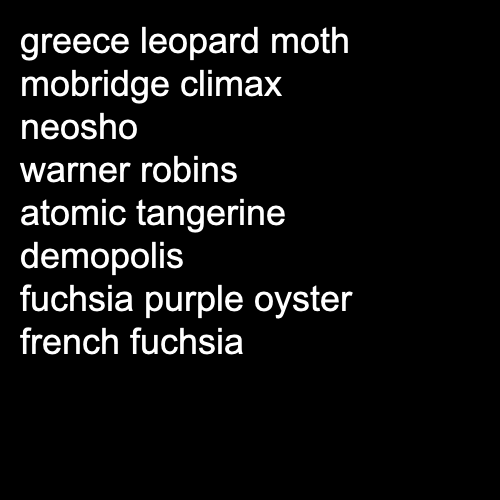 greece leopard moth
mobridge climax
neosho
warner robins
atomic tangerine
demopolis
fuchsia purple oyster
french fuchsia